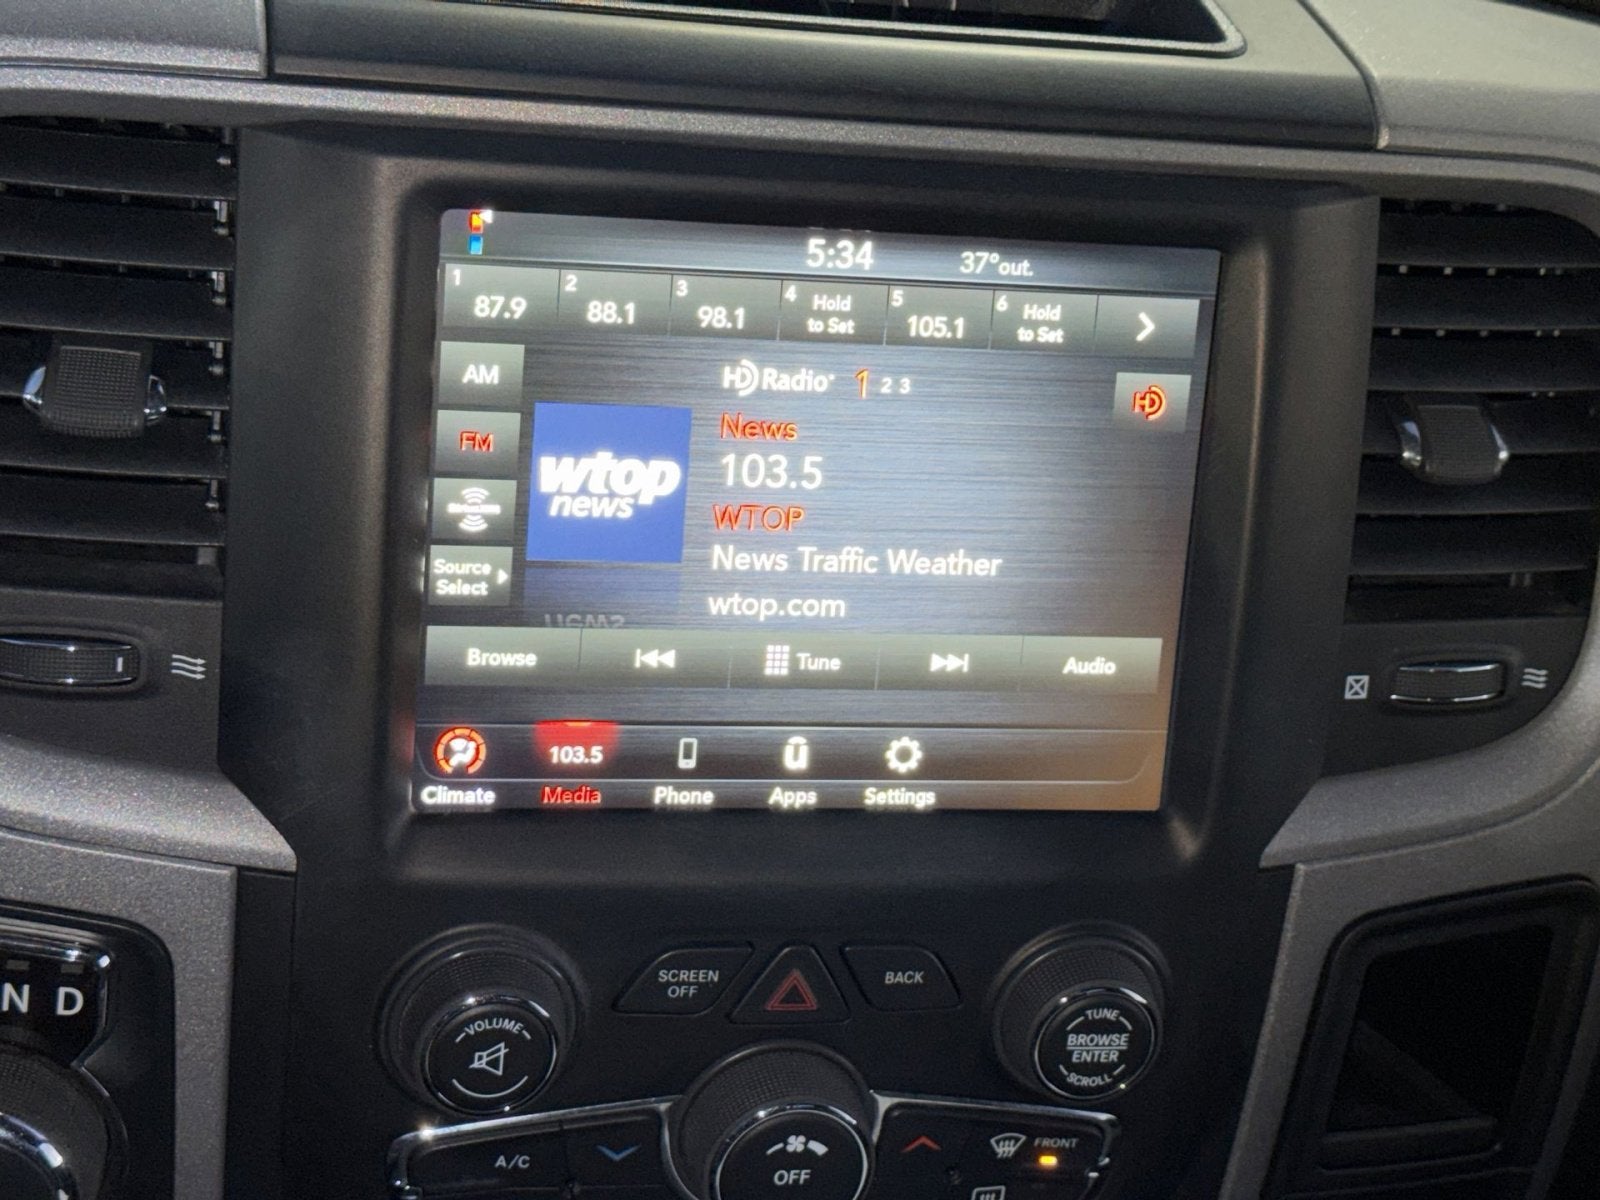 5:34
37°out.
1
87.9
2
88.1
3
98.1
4
Hold
to Set
5
105.1
6
Hold
to Set
AM
HD Radio
1 2 3
HD
News
FM
103.5
wtop
news
WTOP
News Traffic Weather
Source
Select
wtop.com
Browse
Tune
Audio
103.5
ū
Climate
Media
Phone
Apps
Settings
N D
SCREEN
OFF
BACK
VOLUME
TUNE
BROWSE
ENTER
SCROLL
A/C
OFF
FRONT